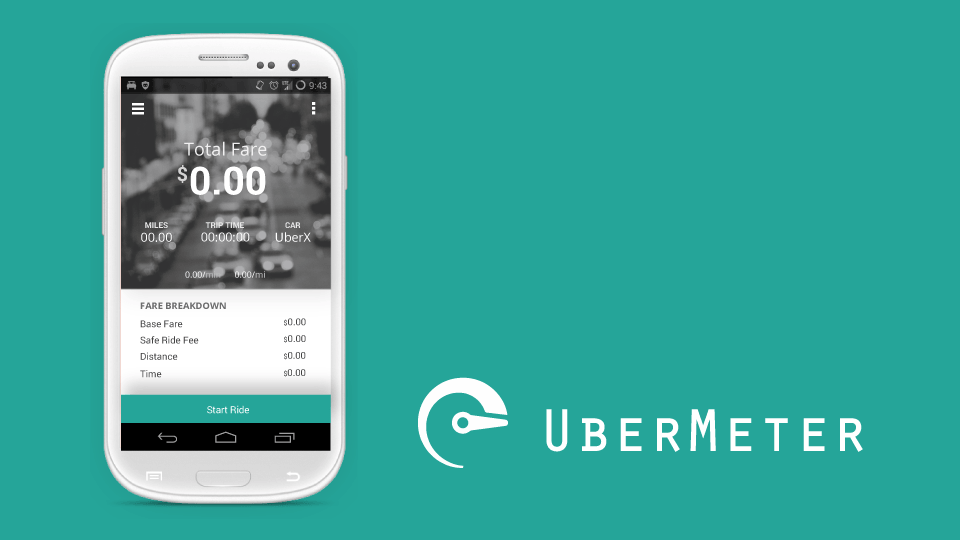 9:43
Total Fare
$0.00
MILES TRIP TIME CAR
00.00 00:00:00 UberX
0.00/min 0.00/mi
FARE BREAKDOWN
Base Fare $0.00
Safe Ride Fee $0.00
Distance $0.00
Time $0.00
Start Ride
UBERMETER